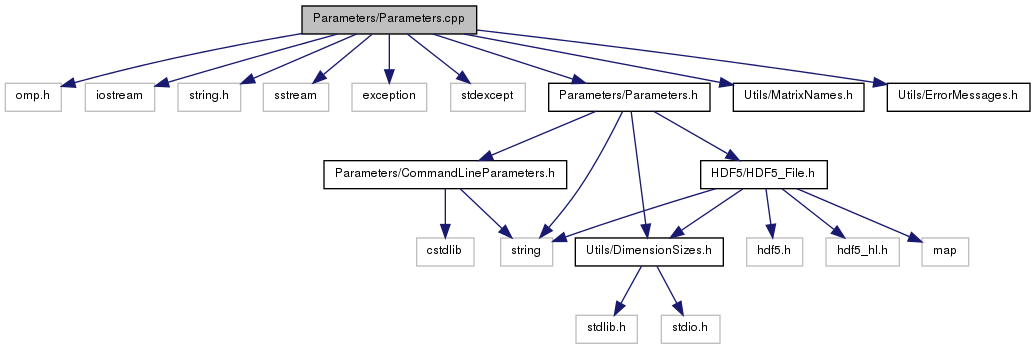 Parameters/Parameters.cpp
omp.h
iostream
string.h
sstream
exception
stdexcept
Parameters/Parameters.h
Utils/MatrixNames.h
Utils/ErrorMessages.h
Parameters/CommandLineParameters.h
HDF5/HDF5_File.h
cstdlib
string
Utils/DimensionSizes.h
hdf5.h
hdf5_hl.h
map
stdlib.h
stdio.h